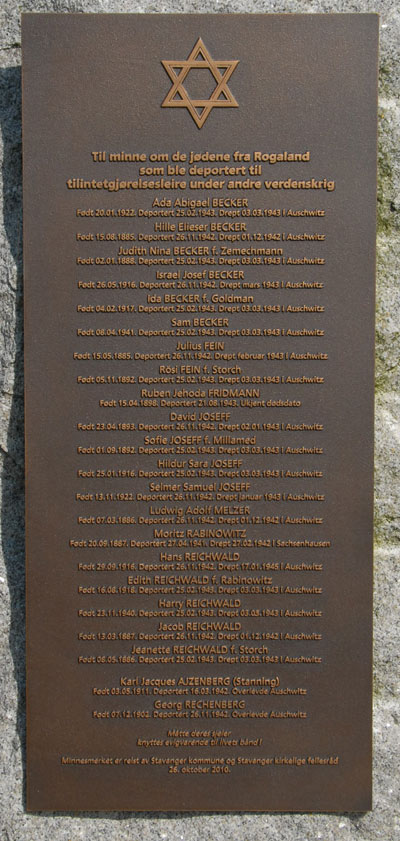 Til minne om de jødene fra Rogaland
som ble deportert til
tilintetgjørelsesleire under andre verdenskrig
Ada Abigael BECKER
Født 20.01.1922. Deportert 25.02.1943. Drept 03.03.1943 i Auschwitz
Hille Elieser BECKER
Født 15.08.1885. Deportert 26.11.1942. Drept 01.12.1942 i Auschwitz
Judith Nina BECKER f. Zemechmann
Født 02.01.1888. Deportert 25.02.1943. Drept 03.03.1943 i Auschwitz
Israel Josef BECKER
Født 26.05.1916. Deportert 26.11.1942. Drept mars 1943 i Auschwitz
Ida BECKER f. Goldman
Født 04.02.1917. Deportert 25.02.1943. Drept 03.03.1943 i Auschwitz
Sam BECKER
Født 08.04.1941. Deportert 25.02.1943. Drept 03.03.1943 i Auschwitz
Julius FEIN
Født 15.05.1885. Deportert 26.11.1942. Drept februar 1943 i Auschwitz
Rosi FEIN f. Storch
Født 05.11.1892. Deportert 25.02.1943. Drept 03.03.1943 i Auschwitz
Ruben Jehoda FRIDMANN
Født 15.04.1898. Deportert 21.08.1943. Ukjent dødsdato
David JOSEFF
Født 23.04.1893. Deportert 26.11.1942. Drept 02.01.1943 i Auschwitz
Sofie JOSEFF f. Millamed
Født 01.09.1892. Deportert 25.02.1943. Drept 03.03.1943 i Auschwitz
Hildur Sara JOSEFF
Født 25.01.1916. Deportert 25.02.1943. Drept 03.03.1943 i Auschwitz
Selmer Samuel JOSEFF
Født 13.11.1922. Deportert 26.11.1942. Drept januar 1943 i Auschwitz
Ludwig Adolf MELZER
Født 07.03.1886. Deportert 26.11.1942. Drept 01.12.1942 i Auschwitz
Moritz RABINOWITZ
Født 20.09.1887. Deportert 27.04.1941. Drept 27.02.1942 i Sachsenhausen
Hans REICHWALD
Født 29.09.1916. Deportert 26.11.1942. Drept 17.01.1945 i Auschwitz
Edith REICHWALD f. Rabinowitz
Født 16.08.1918. Deportert 25.02.1943. Drept 03.03.1943 i Auschwitz
Harry REICHWALD
Født 23.11.1940. Deportert 25.02.1943. Drept 03.03.1943 i Auschwitz
Jacob REICHWALD
Født 13.03.1887. Deportert 26.11.1942. Drept 01.12.1942 i Auschwitz
Jeanette REICHWALD f. Storch
Født 08.05.1886. Deportert 25.02.1943. Drept 03.03.1943 i Auschwitz
Karl Jacques AJZENBERG (Stanning)
Født 03.05.1911. Deportert 16.03.1942. Overlevde Auschwitz
Georg RECHENBERG
Født 07.12.1902. Deportert 26.11.1942. Overlevde Auschwitz
Måtte deres sjeler
knyttes evigvarende til livets bånd!
Minnesmerket er reist av Stavanger kommune og Stavanger kirkelige fellesråd
26. oktober 2010.